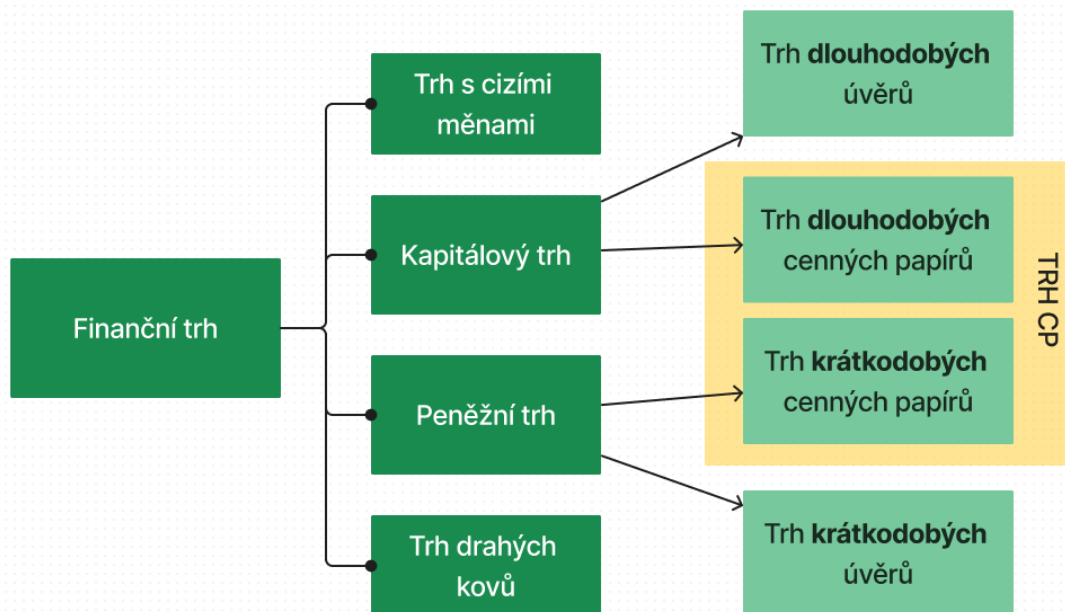 Finanční trh
Trh s cizími
měnami
Kapitálový trh
Peněžní trh
Trh drahých
kovů
Trh dlouhodobých
úvěrů
Trh dlouhodobých
cenných papírů
Trh krátkodobých
cenných papírů
TRH CP
Trh krátkodobých
úvěrů